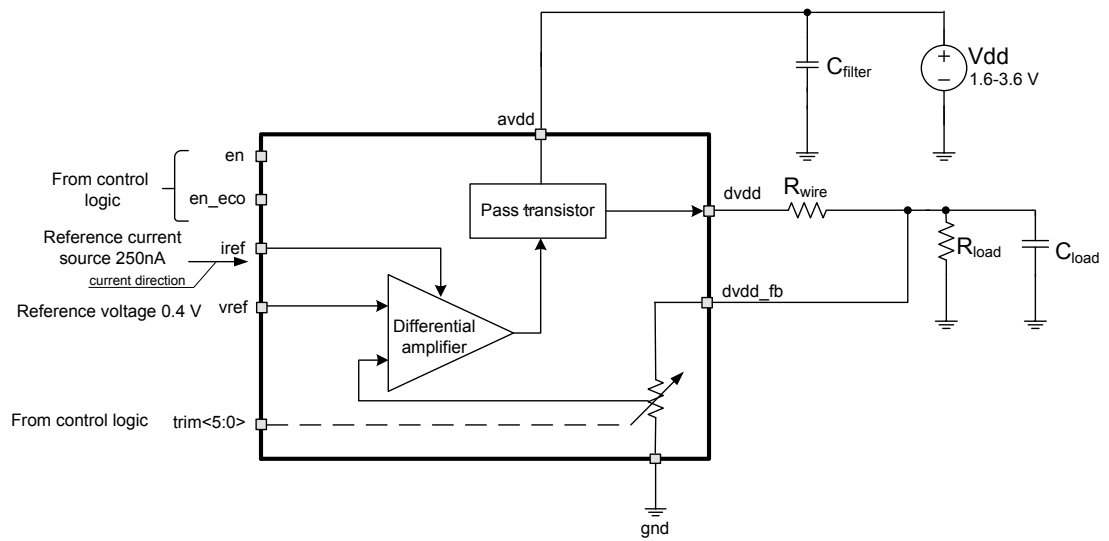 Vdd
1.6-3.6 V
+
−
Cfilter
avdd
en
From control
logic
en_eco
Pass transistor
dvdd
Rwire
Reference current
source 250nA
iref
current direction
Rload
Cload
Reference voltage 0.4 V
vref
dvdd_fb
Differential
amplifier
From control logic
trim<5:0>
gnd